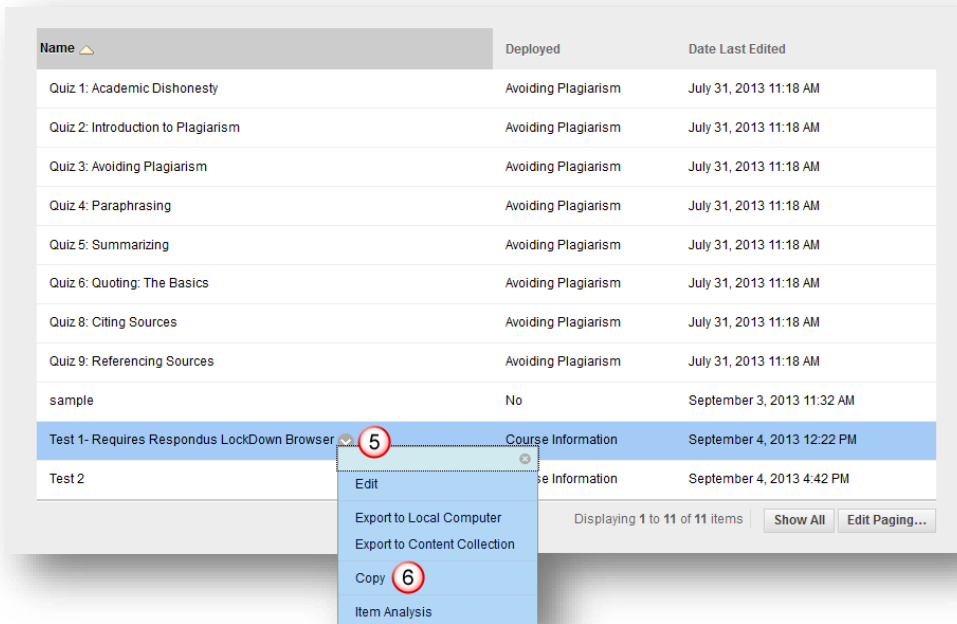 Name Deployed Date Last Edited
Quiz 1: Academic Dishonesty Avoiding Plagiarism July 31, 2013 11:18 AM
Quiz 2: Introduction to Plagiarism Avoiding Plagiarism July 31, 2013 11:18 AM
Quiz 3: Avoiding Plagiarism Avoiding Plagiarism July 31, 2013 11:18 AM
Quiz 4: Paraphrasing Avoiding Plagiarism July 31, 2013 11:18 AM
Quiz 5: Summarizing Avoiding Plagiarism July 31, 2013 11:18 AM
Quiz 6: Quoting: The Basics Avoiding Plagiarism July 31, 2013 11:18 AM
Quiz 8: Citing Sources Avoiding Plagiarism July 31, 2013 11:18 AM
Quiz 9: Referencing Sources Avoiding Plagiarism July 31, 2013 11:18 AM
sample No September 3, 2013 11:32 AM
Test 1- Requires Respondus LockDown Browser 5 Course Information September 4, 2013 12:22 PM
Test 2 se Information September 4, 2013 4:42 PM
Edit
Displaying 1 to 11 of 11 items Show All Edit Paging...
Export to Local Computer
Export to Content Collection
Copy 6
Item Analysis